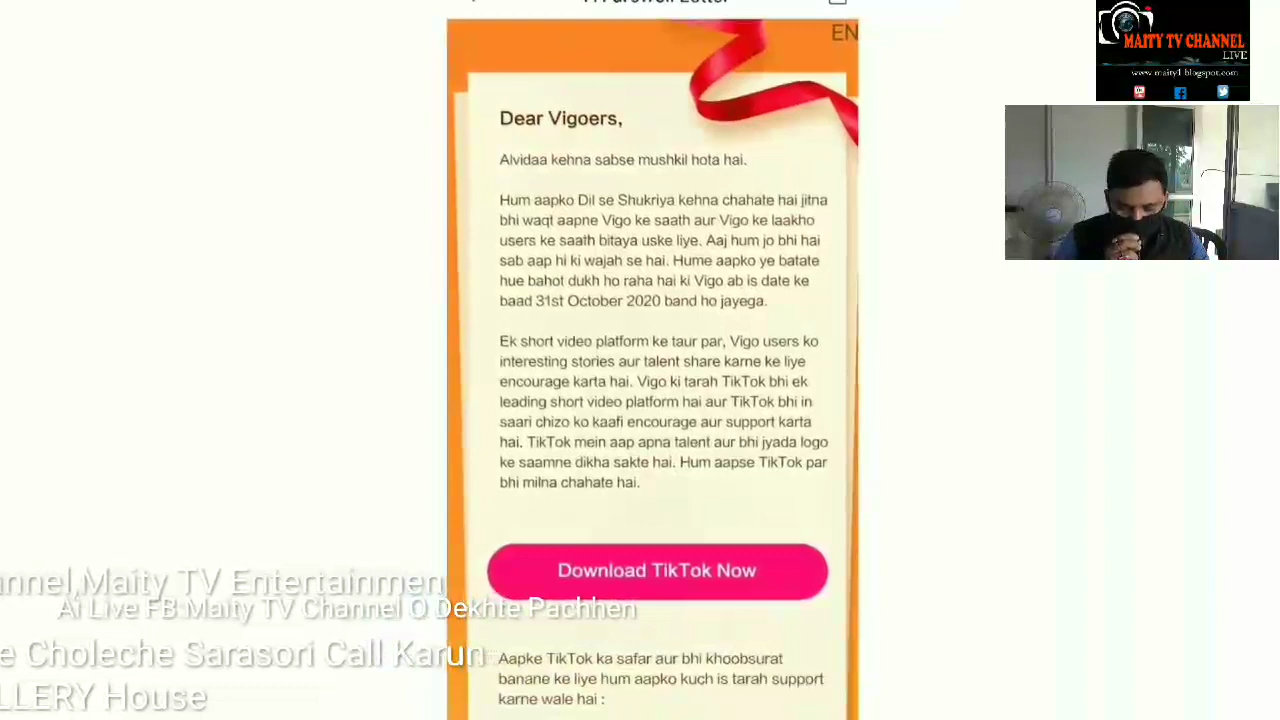 EN
MAITY TV CHANNEL
LIVE
www.maity1.blogspot.com
Dear Vigoers,
Alvidaa kehna sabse mushkil hota hai.
Hum aapko Dil se Shukriya kehna chahate hai jitna
bhi waqt aapne Vigo ke saath aur Vigo ke laakho
users ke saath bitaya uske liye. Aaj hum jo bhi hai
sab aap hi ki wajah se hai. Hume aapko ye batate
hue bahot dukh ho raha hai ki Vigo ab is date ke
baad 31st October 2020 band ho jayega.
Ek short video platform ke taur par, Vigo users ko
interesting stories aur talent share karne ke liye
encourage karta hai. Vigo ki tarah TikTok bhi ek
leading short video platform hai aur TikTok bhi in
saari chizo ko kaafi encourage aur support karta
hai. TikTok mein aap apna talent aur bhi jyada logo
ke saamne dikha sakte hai. Hum aapse TikTok par
bhi milna chahate hai.
Download TikTok Now
Aapke TikTok ka safar aur bhi khoobsurat
banane ke liye hum aapko kuch is tarah support
karne wale hai :
annel,Maity TV Entertainmen
Ai Live FB:Maity TV Channel O Dekhte Pachhen
e Choleche Sarasori Call Karun
LLERY House